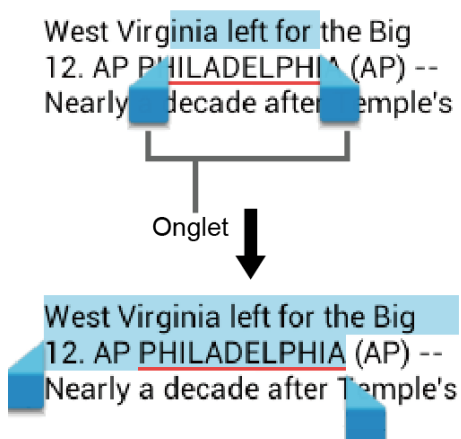 West Virginia left for the Big
12. AP PHILADELPHIA (AP) --
Nearly a decade after Temple's
Onglet
West Virginia left for the Big
12. AP PHILADELPHIA (AP) --
Nearly a decade after Temple's